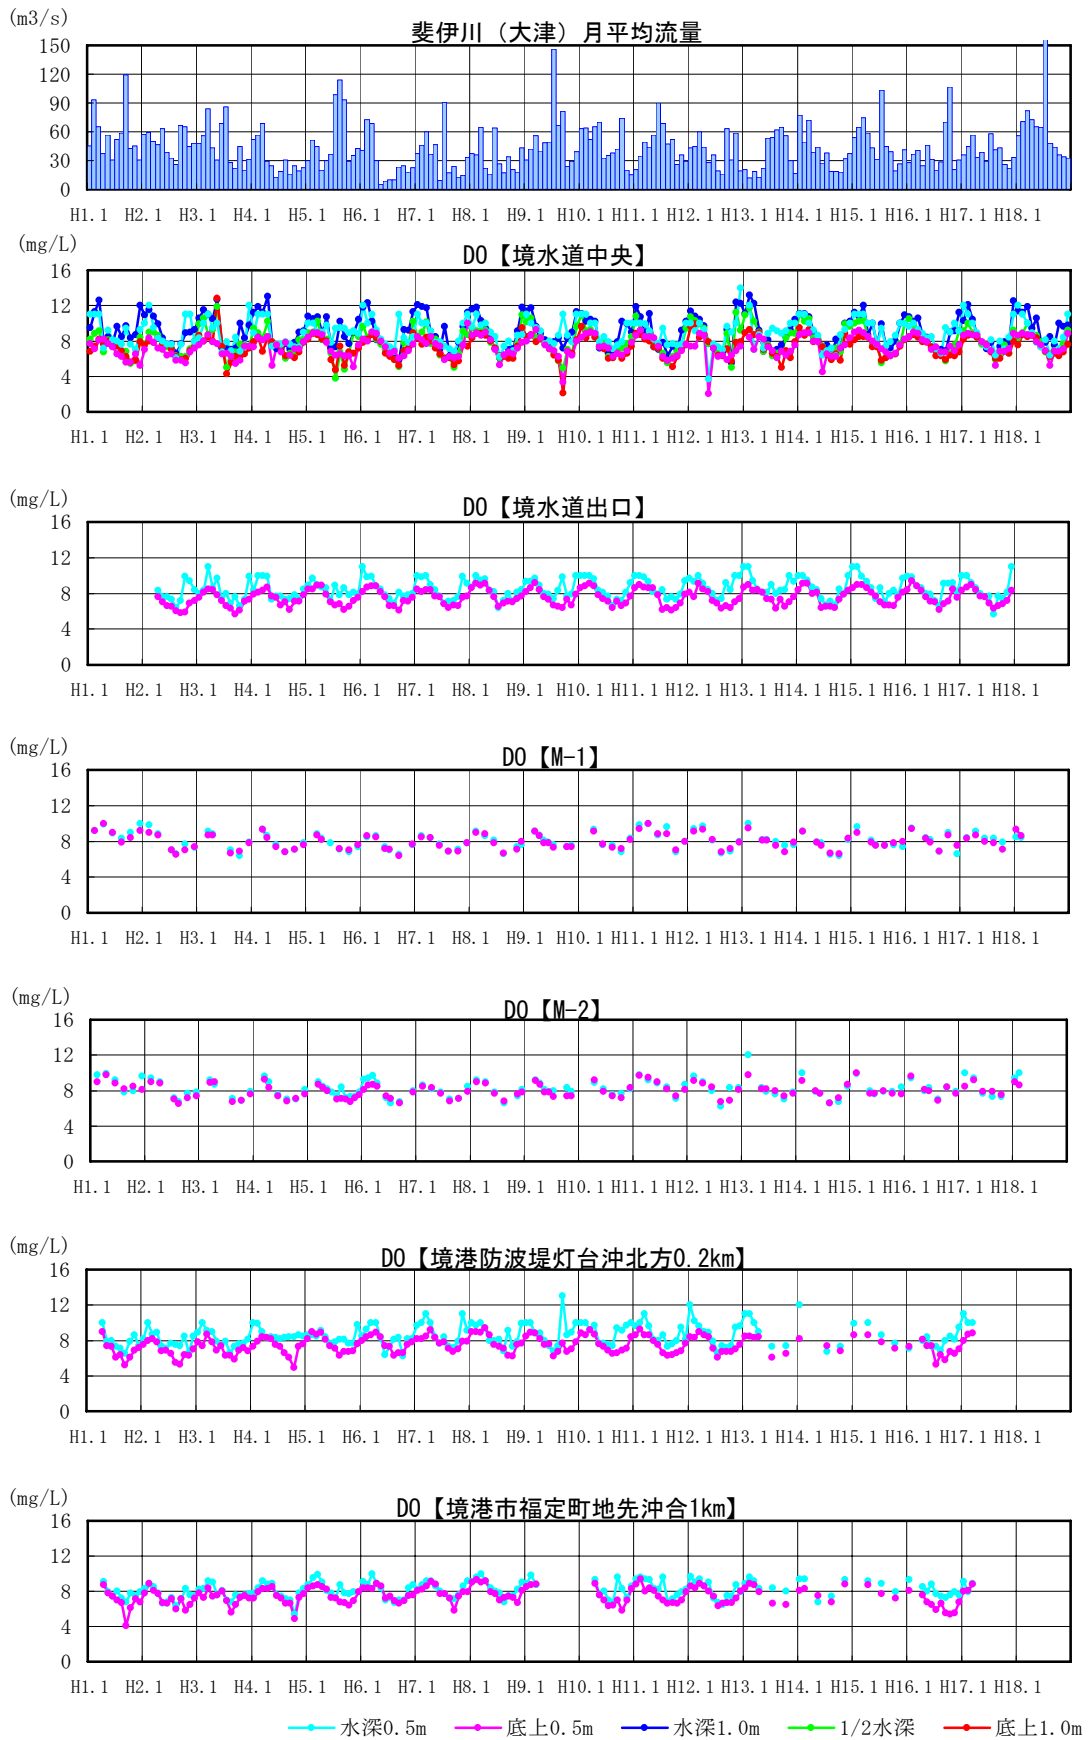 (m3/s)
斐伊川（大津）月平均流量
150
120
90
60
30
0
H1.1 H2.1 H3.1 H4.1 H5.1 H6.1 H7.1 H8.1 H9.1 H10.1 H11.1 H12.1 H13.1 H14.1 H15.1 H16.1 H17.1 H18.1
(mg/L)
DO【境水道中央】
16
12
8
4
0
H1.1 H2.1 H3.1 H4.1 H5.1 H6.1 H7.1 H8.1 H9.1 H10.1 H11.1 H12.1 H13.1 H14.1 H15.1 H16.1 H17.1 H18.1
(mg/L)
DO【境水道出口】
16
12
8
4
0
H1.1 H2.1 H3.1 H4.1 H5.1 H6.1 H7.1 H8.1 H9.1 H10.1 H11.1 H12.1 H13.1 H14.1 H15.1 H16.1 H17.1 H18.1
(mg/L)
DO【M-1】
16
12
8
4
0
H1.1 H2.1 H3.1 H4.1 H5.1 H6.1 H7.1 H8.1 H9.1 H10.1 H11.1 H12.1 H13.1 H14.1 H15.1 H16.1 H17.1 H18.1
(mg/L)
DO【M-2】
16
12
8
4
0
H1.1 H2.1 H3.1 H4.1 H5.1 H6.1 H7.1 H8.1 H9.1 H10.1 H11.1 H12.1 H13.1 H14.1 H15.1 H16.1 H17.1 H18.1
(mg/L)
DO【境港防波堤灯台沖北方0.2km】
16
12
8
4
0
H1.1 H2.1 H3.1 H4.1 H5.1 H6.1 H7.1 H8.1 H9.1 H10.1 H11.1 H12.1 H13.1 H14.1 H15.1 H16.1 H17.1 H18.1
(mg/L)
DO【境港市福定町地先沖合1km】
16
12
8
4
0
H1.1 H2.1 H3.1 H4.1 H5.1 H6.1 H7.1 H8.1 H9.1 H10.1 H11.1 H12.1 H13.1 H14.1 H15.1 H16.1 H17.1 H18.1
水深0.5m 底上0.5m 水深1.0m 1/2水深 底上1.0m